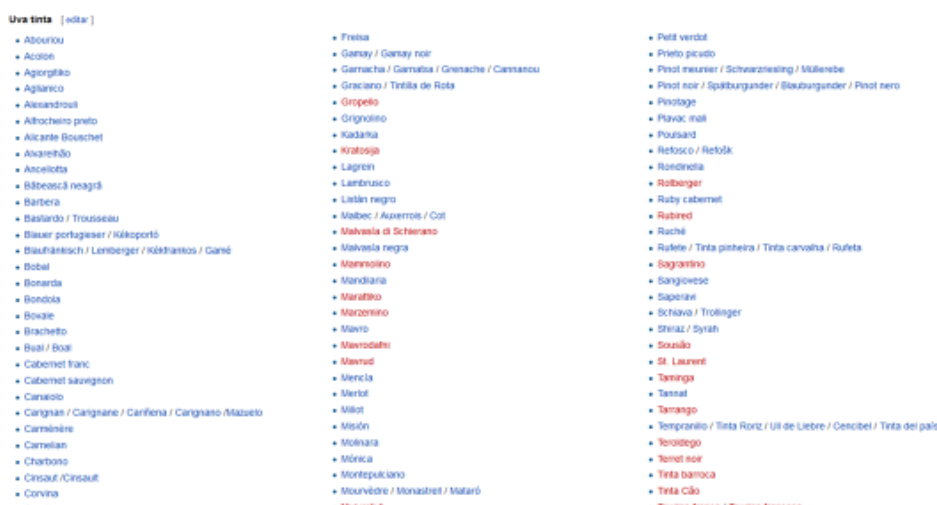 Uva tinta [ editar ]
Abouriou
Acolon
Agiorgitiko
Aglianico
Alexandrouli
Alfrocheiro preto
Alicante Bouschet
Alvarelhão
Ancellotta
Băbească neagră
Barbera
Bastardo / Trousseau
Blauer portugieser / Kékoportó
Blaufränkisch / Lemberger / Kékfrankos / Gamé
Bobal
Bonarda
Bondola
Bovale
Brachetto
Bual / Boal
Cabernet franc
Cabernet sauvignon
Canaiolo
Carignan / Carignane / Cariñena / Carignano /Mazuelo
Carménère
Carnelian
Charbono
Cinsaut /Cinsault
Corvina
Freisa
Gamay / Gamay noir
Garnacha / Garnatxa / Grenache / Cannanou
Graciano / Tintilla de Rota
Gropello
Grignolino
Kadarka
Kratosija
Lagrein
Lambrusco
Listán negro
Malbec / Auxerrois / Cot
Malvasía di Schierano
Malvasía negra
Mammolino
Mandilaria
Maratfiko
Marzemino
Mavro
Mavrodafni
Mavrud
Mencía
Merlot
Millot
Misión
Molinara
Mónica
Montepulciano
Mourvèdre / Monastrell / Mataró
Petit verdot
Prieto picudo
Pinot meunier / Schwarzriesling / Müllerebe
Pinot noir / Spätburgunder / Blauburgunder / Pinot nero
Pinotage
Plavac mali
Poulsard
Refosco / Refošk
Rondinella
Rotberger
Ruby cabernet
Rubired
Ruché
Rufete / Tinta pinheira / Tinta carvalha / Rufeta
Sagrantino
Sangiovese
Saperavi
Schiava / Trollinger
Shiraz / Syrah
Sousão
St. Laurent
Taminga
Tannat
Tarrango
Tempranillo / Tinta Roriz / Ull de Liebre / Cencibel / Tinta del país
Teroldego
Terret noir
Tinta barroca
Tinta Cão